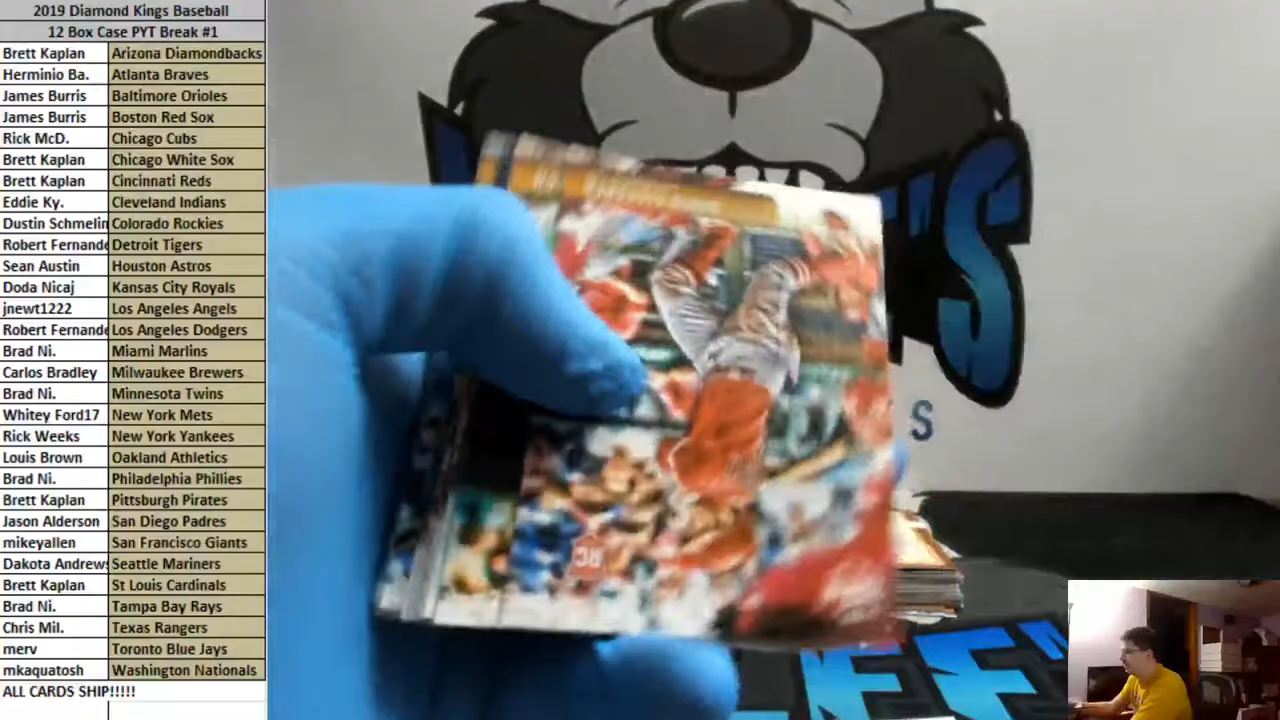 2019 Diamond Kings Baseball
12 Box Case PYT Break #1
Brett Kaplan Arizona Diamondbacks
Herminio Ba. Atlanta Braves
James Burris Baltimore Orioles
James Burris Boston Red Sox
Rick McD. Chicago Cubs
Brett Kaplan Chicago White Sox
Brett Kaplan Cincinnati Reds
Eddie Ky. Cleveland Indians
Dustin Schmelin Colorado Rockies
Robert Fernande Detroit Tigers
Sean Austin Houston Astros
Doda Nicaj Kansas City Royals
jnewt1222 Los Angeles Angels
Robert Fernande Los Angeles Dodgers
Brad Ni. Miami Marlins
Carlos Bradley Milwaukee Brewers
Brad Ni. Minnesota Twins
Whitey Ford17 New York Mets
Rick Weeks New York Yankees
Louis Brown Oakland Athletics
Brad Ni. Philadelphia Phillies
Brett Kaplan Pittsburgh Pirates
Jason Alderson San Diego Padres
mikeyallen San Francisco Giants
Dakota Andrews Seattle Mariners
Brett Kaplan St Louis Cardinals
Brad Ni. Tampa Bay Rays
Chris Mil. Texas Rangers
merv Toronto Blue Jays
mkaquatosh Washington Nationals
ALL CARDS SHIP!!!!!
'S
S
RC